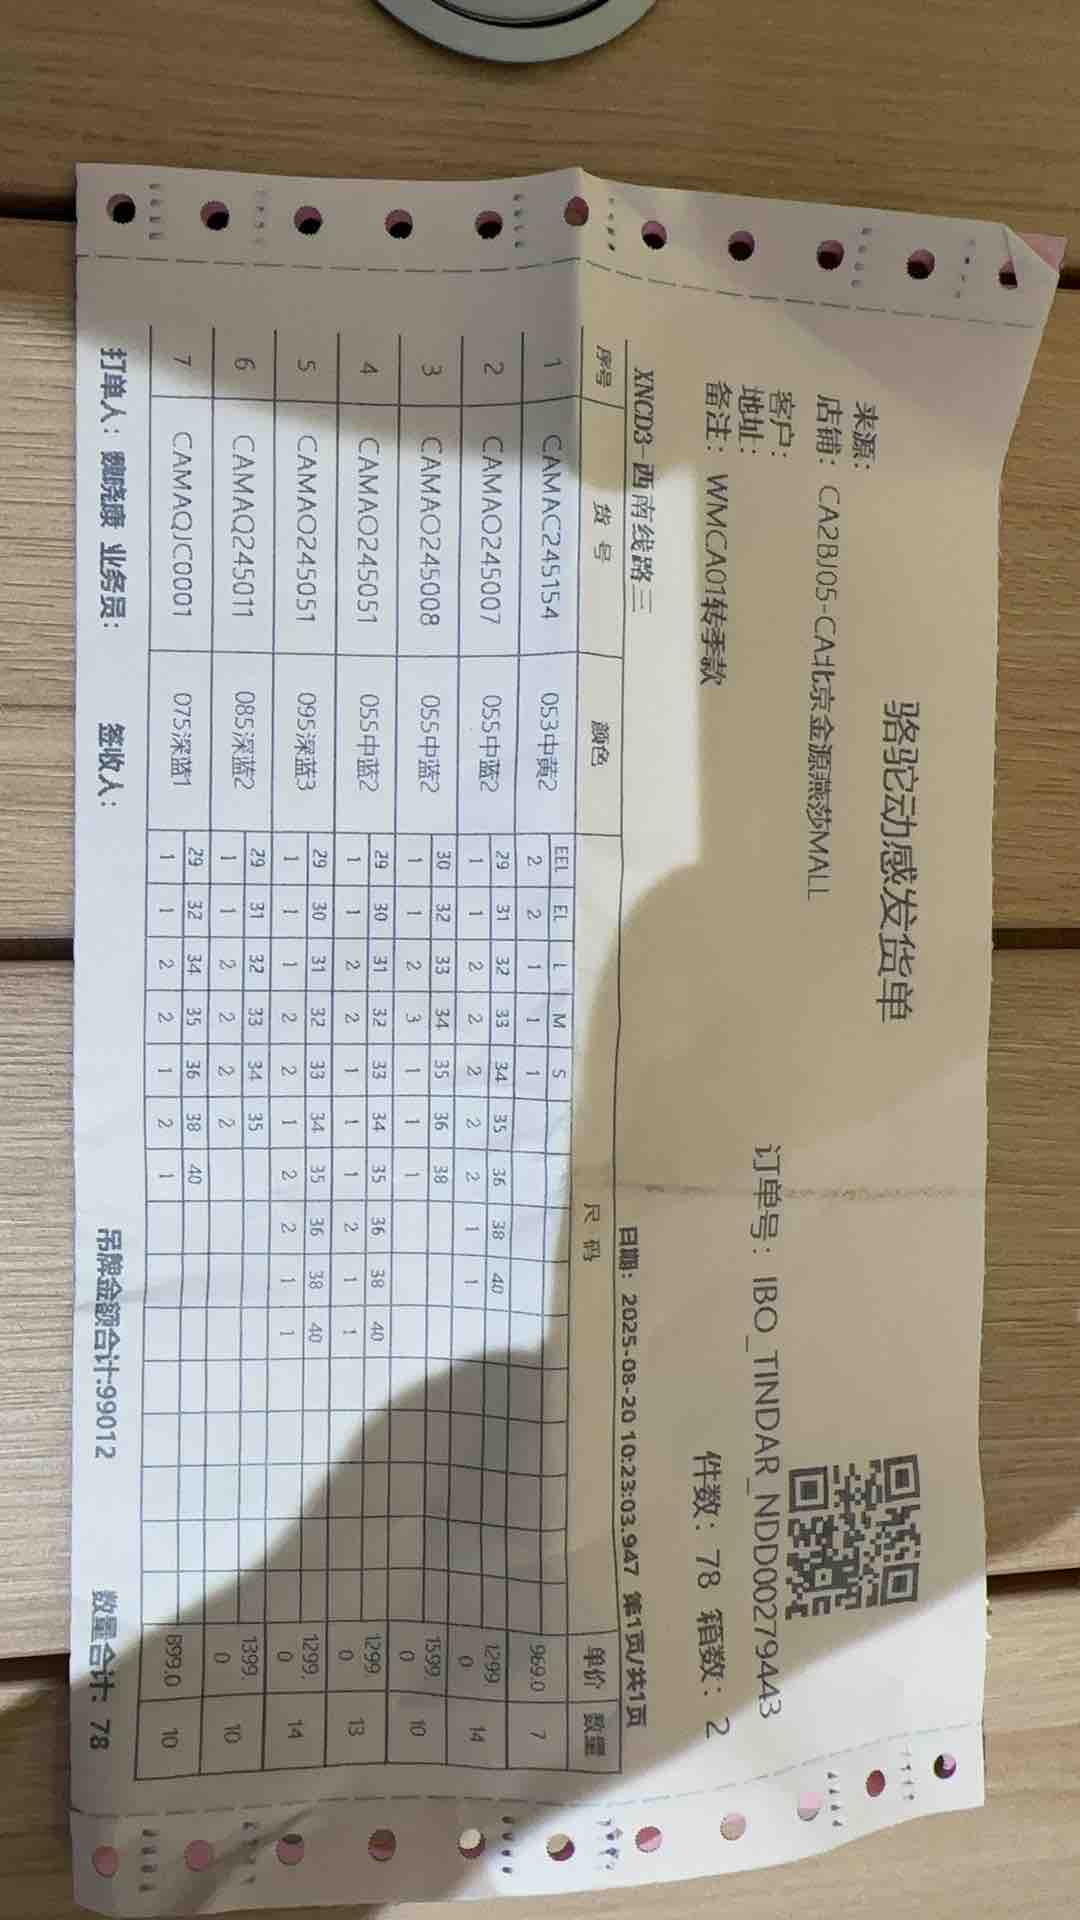 骆驼动感发货单
来源:
店铺: CA2BJ05-CA北京金源燕莎MALL
客户:
地址:
订单号: IBO_TINDAR_NDD00279443
备注: WMCA01转季款
件数: 78 箱数: 2
XNCD3-西南线路三
日期: 2025-08-20 10:23:03.947 第1页/共1页
序号 货号 颜色 尺码 单价 数量
EEL EL L M S
1 CAMAC245154 053中黄2 2 2 1 1 1 969.0 7
29 31 32 33 34 35 36 38 40
2 CAMAO245007 055中蓝2 1 1 2 2 2 2 2 1 1 1299.0 14
30 32 33 34 35 36 38
3 CAMAO245008 055中蓝2 1 1 2 3 1 1 1 1599.0 10
29 30 31 32 33 34 35 36 38 40
4 CAMAO245051 055中蓝2 1 1 2 2 1 1 1 2 1 1 1299.0 13
29 30 31 32 33 34 35 36 38 40
5 CAMAO245051 095深蓝3 1 1 1 2 2 1 2 2 1 1 1299.0 14
29 31 32 33 34 35
6 CAMAQ245011 085深蓝2 1 1 2 2 2 2 1399.0 10
29 32 34 35 36 38 40
7 CAMAQJC0001 075深蓝1 1 1 2 2 1 2 1 899.0 10
打单人: 魏晓康 业务员: 签收人: 吊牌金额合计:99012 数量合计: 78